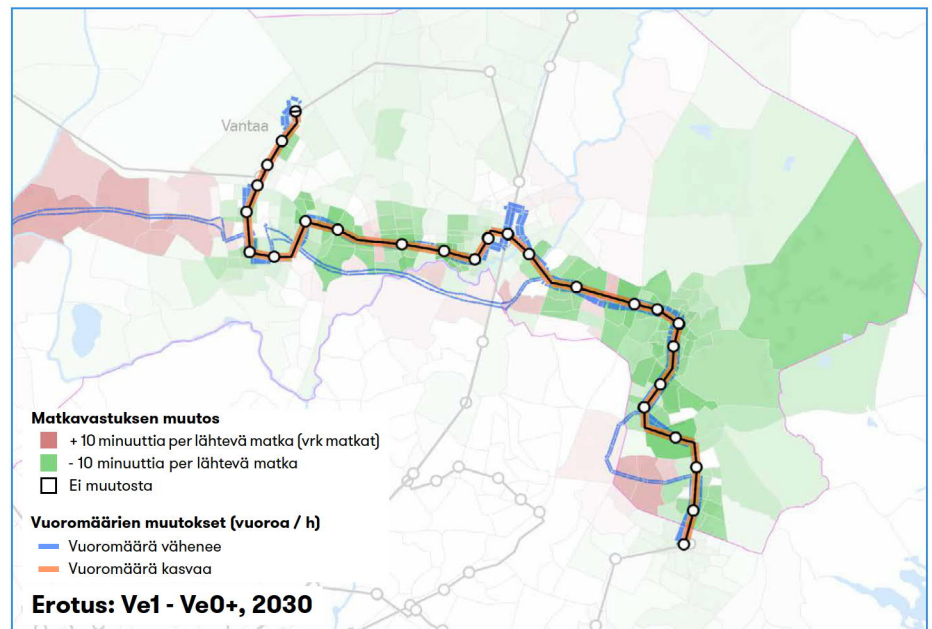 Vantaa
Matkavastuksen muutos
+ 10 minuuttia per lähtevä matka (vrk matkat)
- 10 minuuttia per lähtevä matka
Ei muutosta
Vuoromäärien muutokset (vuoroa / h)
Vuoromäärä vähenee
Vuoromäärä kasvaa
Erotus: Ve1 - Ve0+, 2030